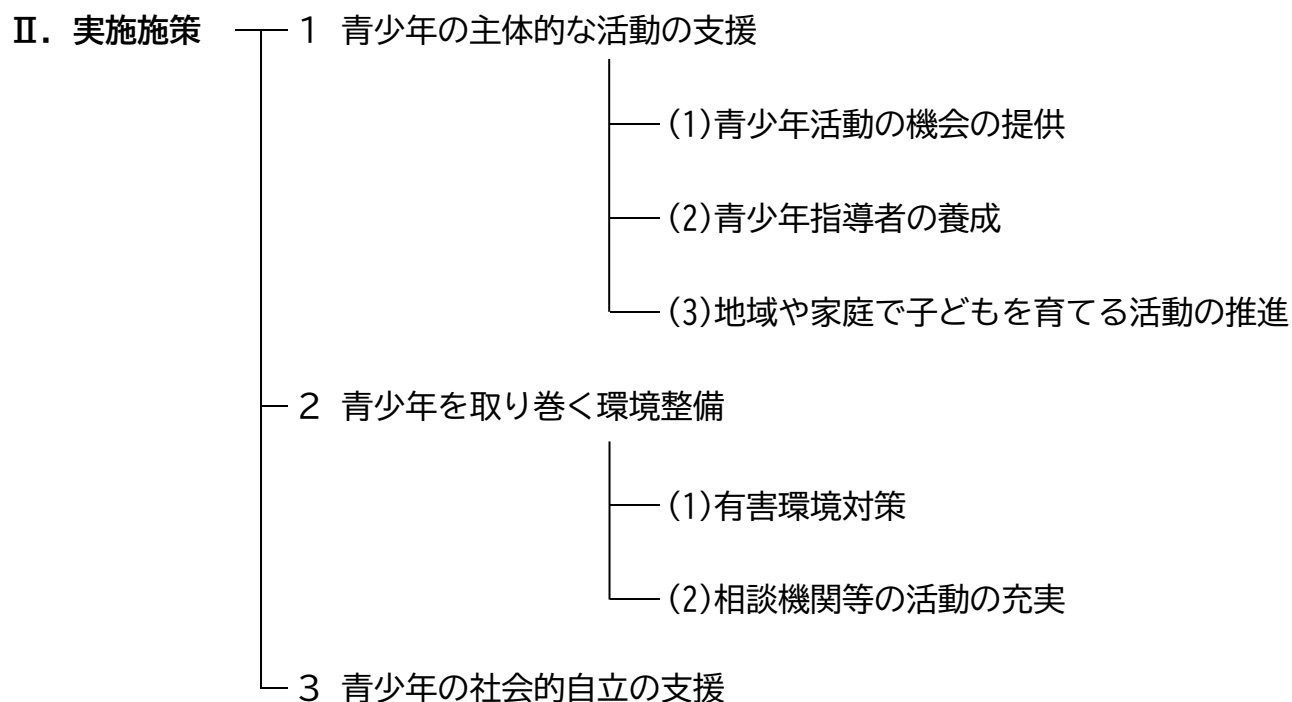 Ⅱ．実施施策
1 青少年の主体的な活動の支援
(1)青少年活動の機会の提供
(2)青少年指導者の養成
(3)地域や家庭で子どもを育てる活動の推進
2 青少年を取り巻く環境整備
(1)有害環境対策
(2)相談機関等の活動の充実
3 青少年の社会的自立の支援